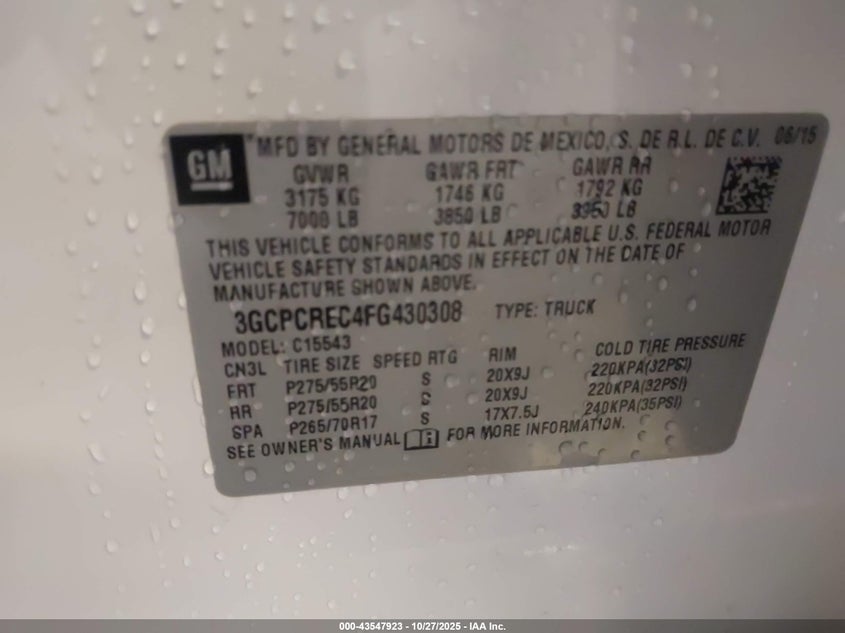 GM
MFD BY GENERAL MOTORS DE MEXICO, S. DE R.L. DE C.V. 06/15
GVWR GAWR FRT GAWR RR
3175 KG 1746 KG 1792 KG
7000 LB 3850 LB 3950 LB
THIS VEHICLE CONFORMS TO ALL APPLICABLE U.S. FEDERAL MOTOR
VEHICLE SAFETY STANDARDS IN EFFECT ON THE DATE OF
MANUFACTURE SHOWN ABOVE.
3GCPCREC4FG430308 TYPE: TRUCK
MODEL: C15543
CN3L TIRE SIZE SPEED RTG RIM COLD TIRE PRESSURE
FRT P275/55R20 S 20X9J 220KPA(32PSI)
RR P275/55R20 S 20X9J 220KPA(32PSI)
SPA P265/70R17 S 17X7.5J 240KPA(35PSI)
SEE OWNER'S MANUAL FOR MORE INFORMATION.
000-43547923 | 10/27/2025 - IAA Inc.